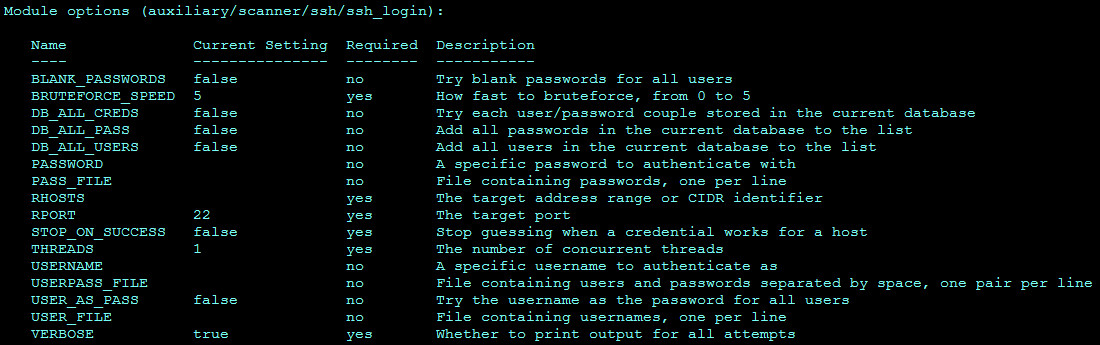 Module options (auxiliary/scanner/ssh/ssh_login):
Name Current Setting Required Description
---- --------------- -------- -----------
BLANK_PASSWORDS false no Try blank passwords for all users
BRUTEFORCE_SPEED 5 yes How fast to bruteforce, from 0 to 5
DB_ALL_CREDS false no Try each user/password couple stored in the current database
DB_ALL_PASS false no Add all passwords in the current database to the list
DB_ALL_USERS false no Add all users in the current database to the list
PASSWORD no A specific password to authenticate with
PASS_FILE no File containing passwords, one per line
RHOSTS yes The target address range or CIDR identifier
RPORT 22 yes The target port
STOP_ON_SUCCESS false yes Stop guessing when a credential works for a host
THREADS 1 yes The number of concurrent threads
USERNAME no A specific username to authenticate as
USERPASS_FILE no File containing users and passwords separated by space, one pair per line
USER_AS_PASS false no Try the username as the password for all users
USER_FILE no File containing usernames, one per line
VERBOSE true yes Whether to print output for all attempts